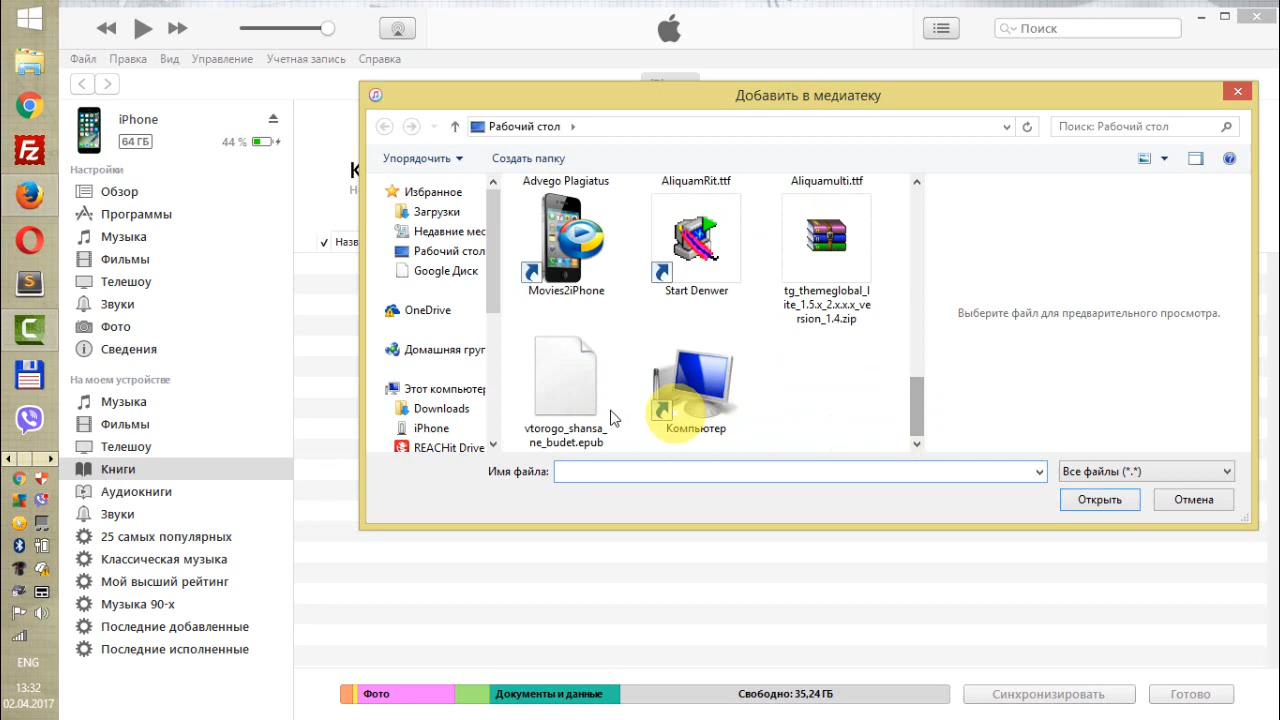 Поиск
Файл Правка Вид Управление Учетная запись Справка
iPhone
64 ГБ
44 %
Настройки
Обзор
Программы
Музыка
Фильмы
Телешоу
Звуки
Фото
Сведения
На моем устройстве
Музыка
Фильмы
Телешоу
Книги
Аудиокниги
Звуки
25 самых популярных
Классическая музыка
Мой высший рейтинг
Музыка 90-х
Последние добавленные
Последние исполненные
К
Назв
Добавить в медиатеку
Рабочий стол
Поиск: Рабочий стол
Упорядочить
Создать папку
Избранное
Загрузки
Недавние мес
Рабочий стол
Google Диск
OneDrive
Домашняя груп
Этот компьютер
Downloads
iPhone
REACHit Drive
Advego Plagiatus
AliquamRit.ttf
Aliquamulti.ttf
Movies2iPhone
Start Denwer
tg_themeglobal_l
ite_1.5.x_2.x.x.x_ve
rsion_1.4.zip
vtorogo_shansa_
ne_budet.epub
Компьютер
Выберите файл для предварительного просмотра.
Имя файла:
Все файлы (*.*)
Открыть
Отмена
Фото
Документы и данные
Свободно: 35,24 ГБ
Синхронизировать
Готово
ENG
13:32
02.04.2017